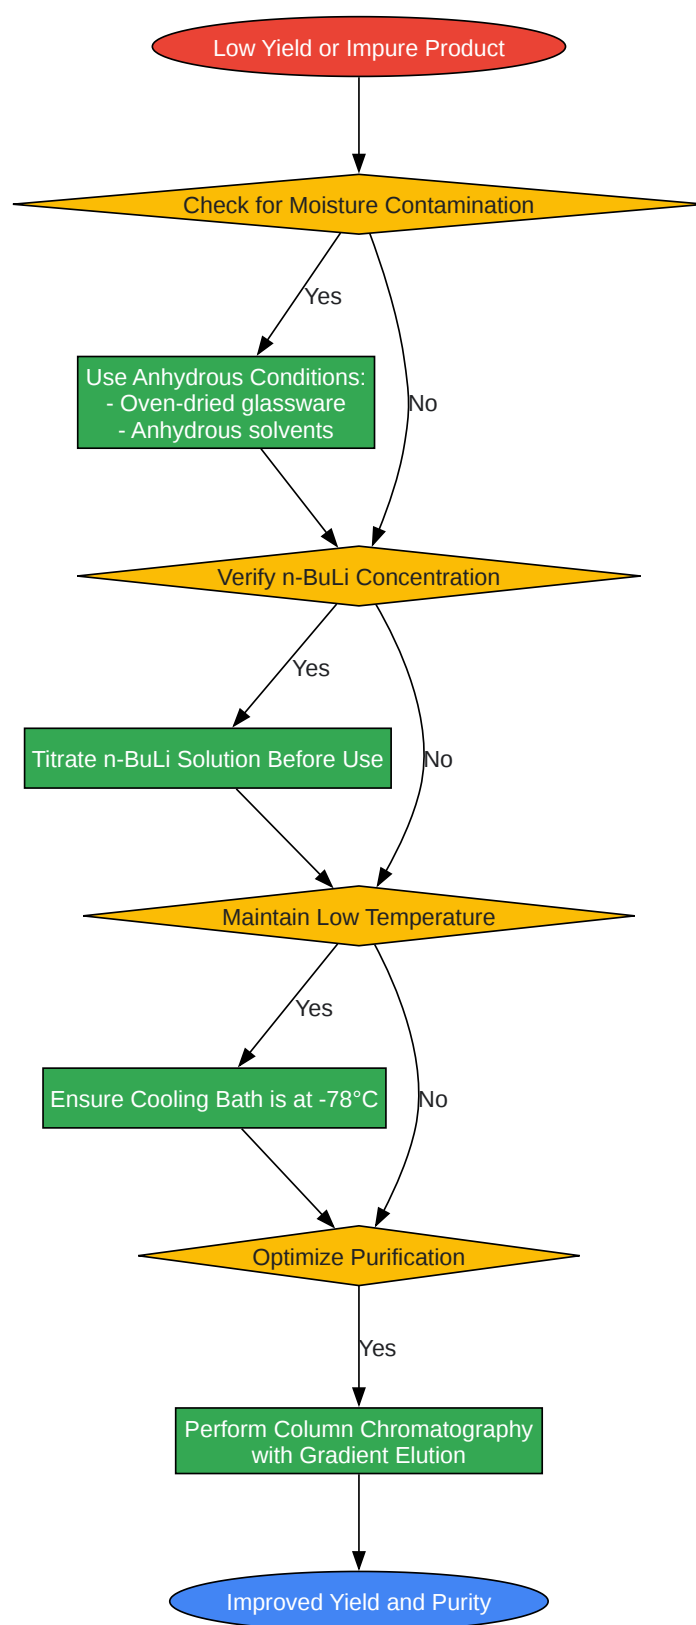 Low Yield or Impure Product
Check for Moisture Contamination
Yes
Use Anhydrous Conditions:
- Oven-dried glassware
- Anhydrous solvents
No
Verify n-BuLi Concentration
Yes
Titrate n-BuLi Solution Before Use
No
Maintain Low Temperature
Yes
Ensure Cooling Bath is at -78°C
No
Optimize Purification
Yes
Perform Column Chromatography
with Gradient Elution
Improved Yield and Purity